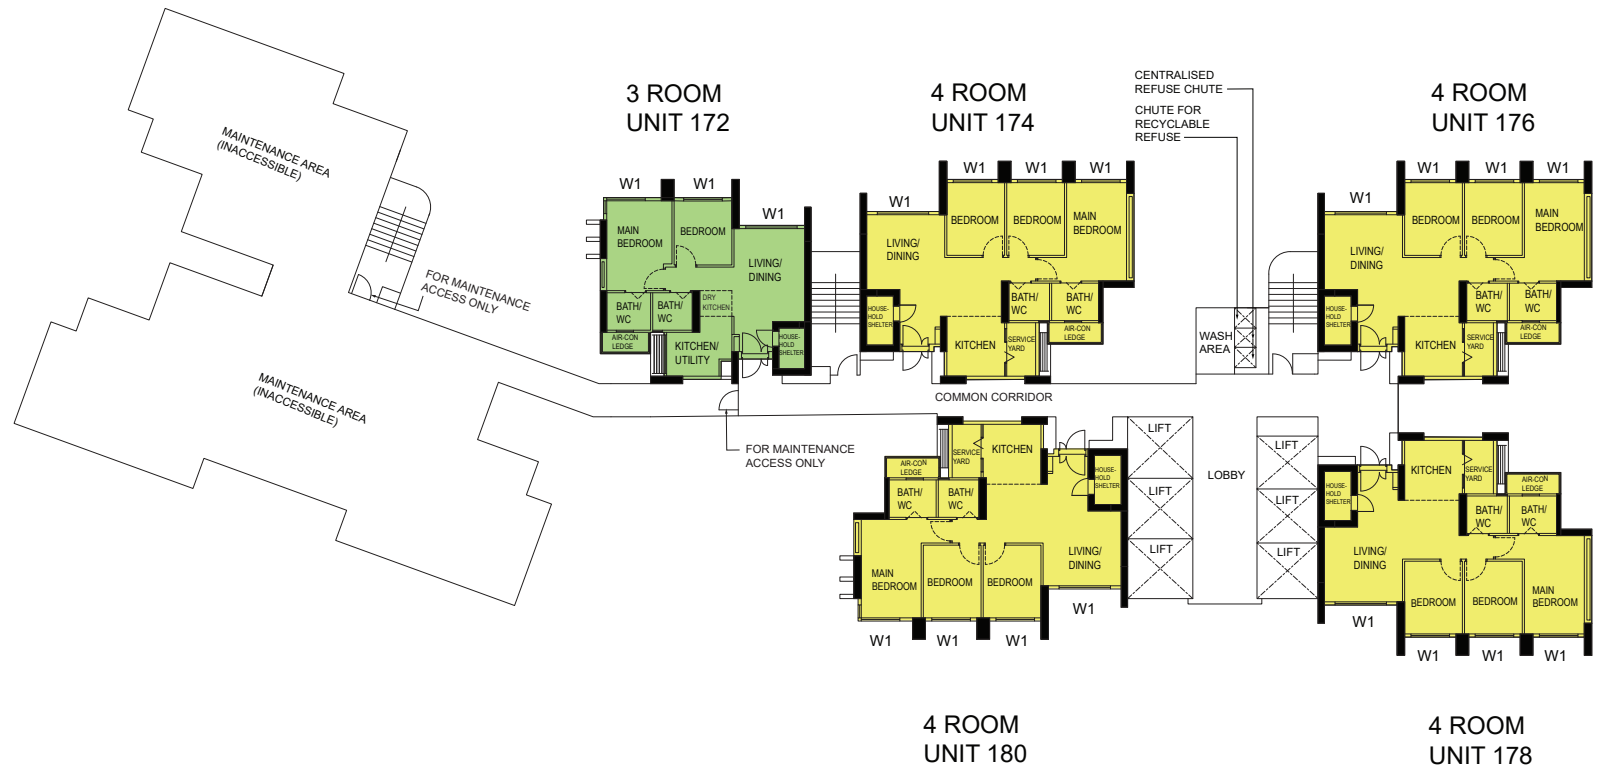 CENTRALISED
REFUSE CHUTE
CHUTE FOR
RECYCLABLE
REFUSE
3 ROOM
UNIT 172
4 ROOM
UNIT 174
4 ROOM
UNIT 176
MAINTENANCE AREA
(INACCESSIBLE)
FOR MAINTENANCE
ACCESS ONLY
MAINTENANCE AREA
(INACCESSIBLE)
FOR MAINTENANCE
ACCESS ONLY
W1
W1
W1
MAIN
BEDROOM
BEDROOM
LIVING/
DINING
DRY
KITCHEN
BATH/
WC
BATH/
WC
AIR-CON
LEDGE
KITCHEN/
UTILITY
HOUSE-
HOLD
SHELTER
W1
W1
W1
W1
BEDROOM
BEDROOM
MAIN
BEDROOM
LIVING/
DINING
BATH/
WC
BATH/
WC
HOUSE-
HOLD
SHELTER
KITCHEN
SERVICE
YARD
AIR-CON
LEDGE
WASH
AREA
W1
W1
W1
W1
BEDROOM
BEDROOM
MAIN
BEDROOM
LIVING/
DINING
BATH/
WC
BATH/
WC
HOUSE-
HOLD
SHELTER
KITCHEN
SERVICE
YARD
AIR-CON
LEDGE
COMMON CORRIDOR
AIR-CON
LEDGE
SERVICE
YARD
KITCHEN
HOUSE-
HOLD
SHELTER
BATH/
WC
BATH/
WC
LIVING/
DINING
MAIN
BEDROOM
BEDROOM
BEDROOM
W1
W1
W1
W1
LIFT
LIFT
LIFT
LOBBY
LIFT
LIFT
LIFT
HOUSE-
HOLD
SHELTER
KITCHEN
SERVICE
YARD
AIR-CON
LEDGE
BATH/
WC
BATH/
WC
LIVING/
DINING
BEDROOM
BEDROOM
MAIN
BEDROOM
W1
W1
W1
W1
4 ROOM
UNIT 180
4 ROOM
UNIT 178